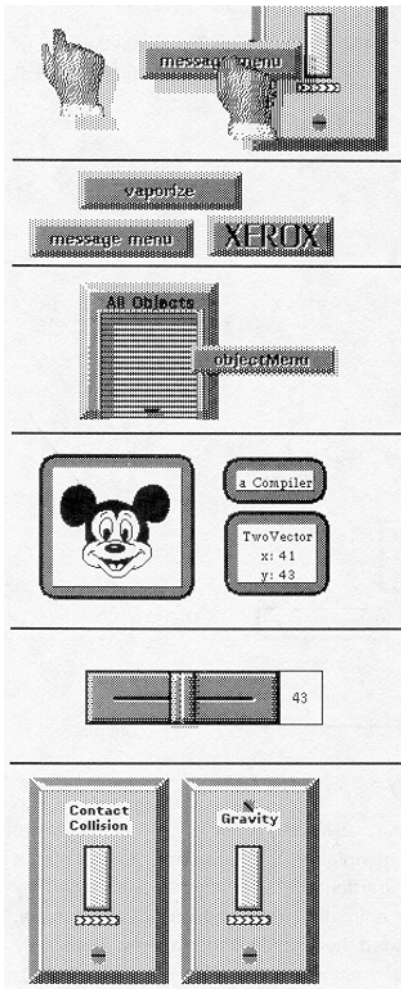 message menu
vaporize
message menu
XEROX
All Objects
objectMenu
a Compiler
TwoVector
x: 41
y: 43
43
Contact
Collision
Gravity